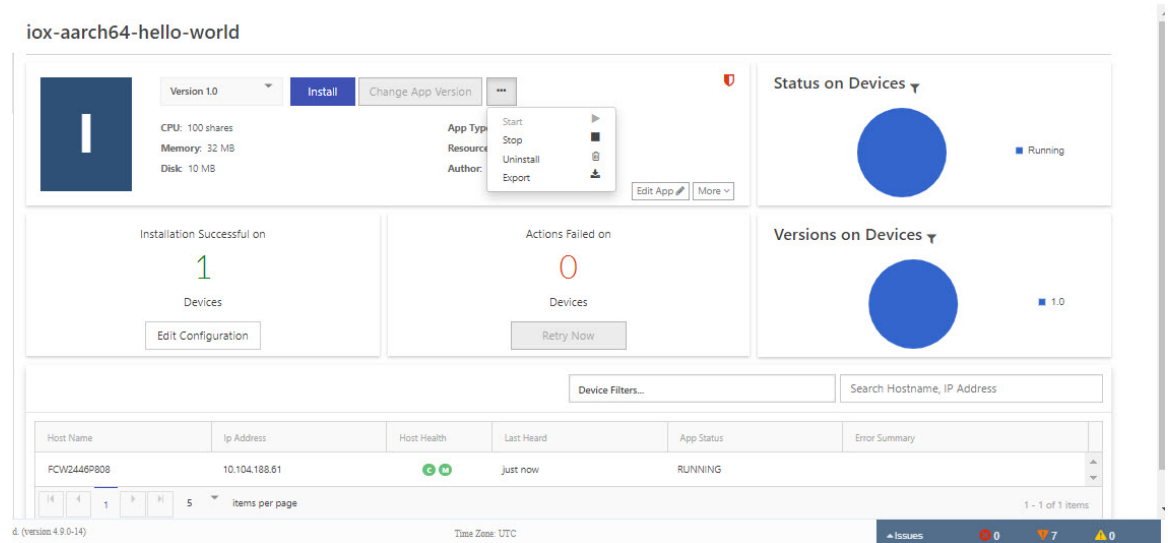 iox-aarch64-hello-world
I
Version 1.0
Install
Change App Version
...
CPU: 100 shares
Memory: 32 MB
Disk: 10 MB
App Typ
Resource
Author:
Start
Stop
Uninstall
Export
Edit App
More
Status on Devices
Running
Installation Successful on
1
Devices
Edit Configuration
Actions Failed on
0
Devices
Retry Now
Versions on Devices
1.0
Device Filters...
Search Hostname, IP Address
Host Name Ip Address Host Health Last Heard App Status Error Summary
FCW2446P808 10.104.188.61 C M just now RUNNING
1 5 items per page 1 - 1 of 1 items
d. (version 4.9.0-14) Time Zone: UTC Issues 0 7 0